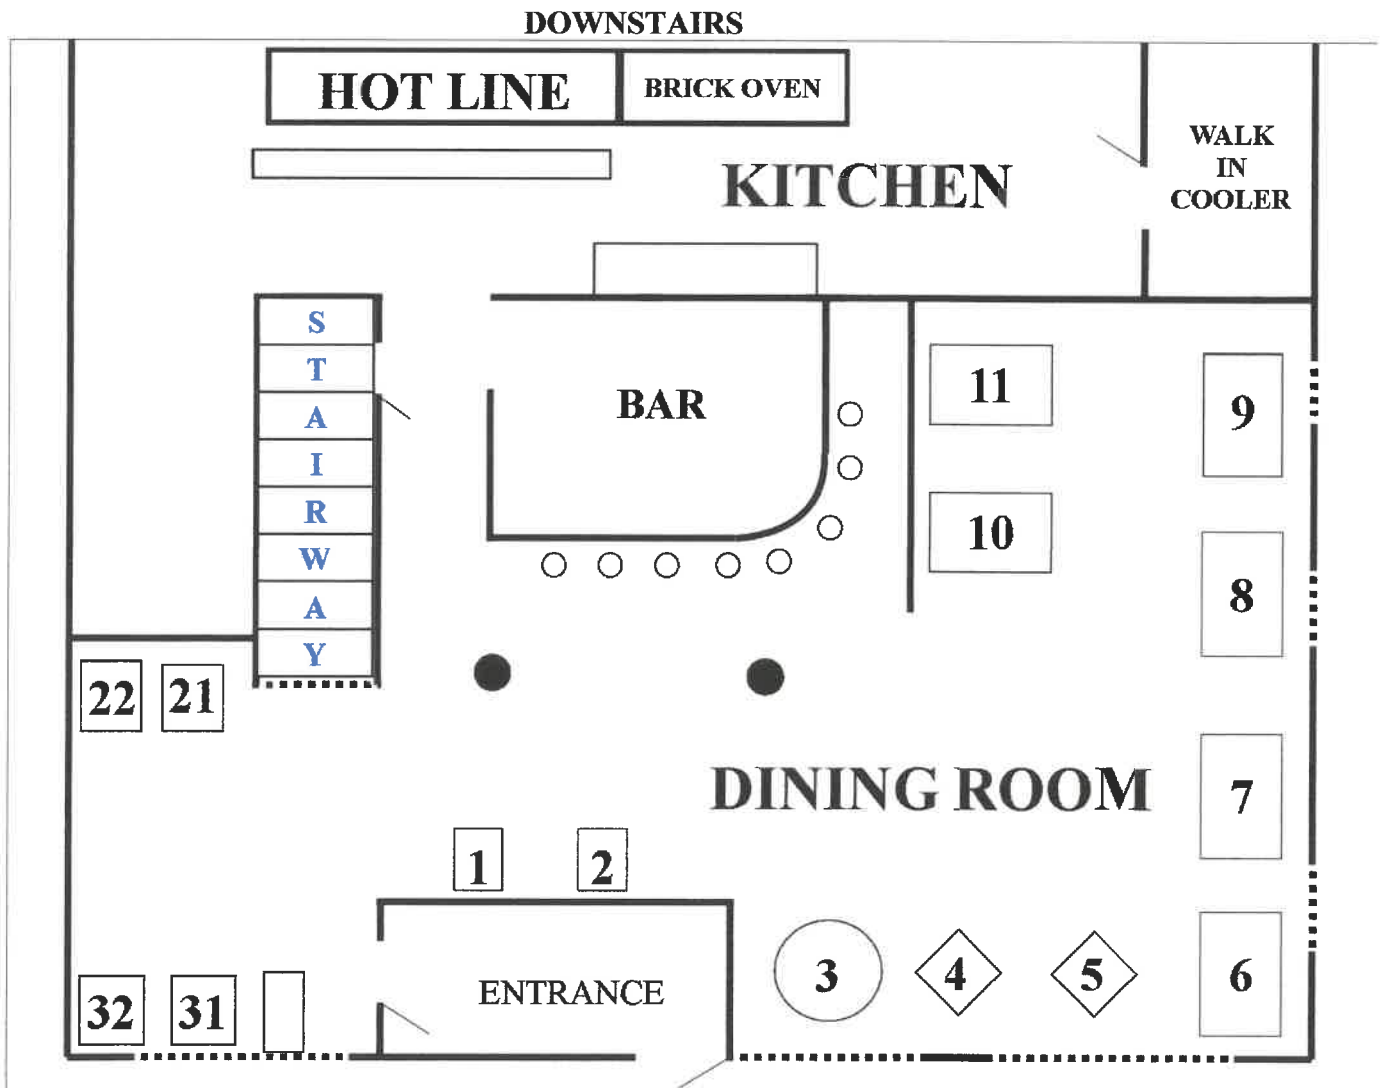 DOWNSTAIRS
HOT LINE
BRICK OVEN
WALK
IN
COOLER
KITCHEN
S
T
A
I
R
W
A
Y
BAR
11
9
10
8
22
21
DINING ROOM
7
1
2
3
4
5
6
ENTRANCE
32
31